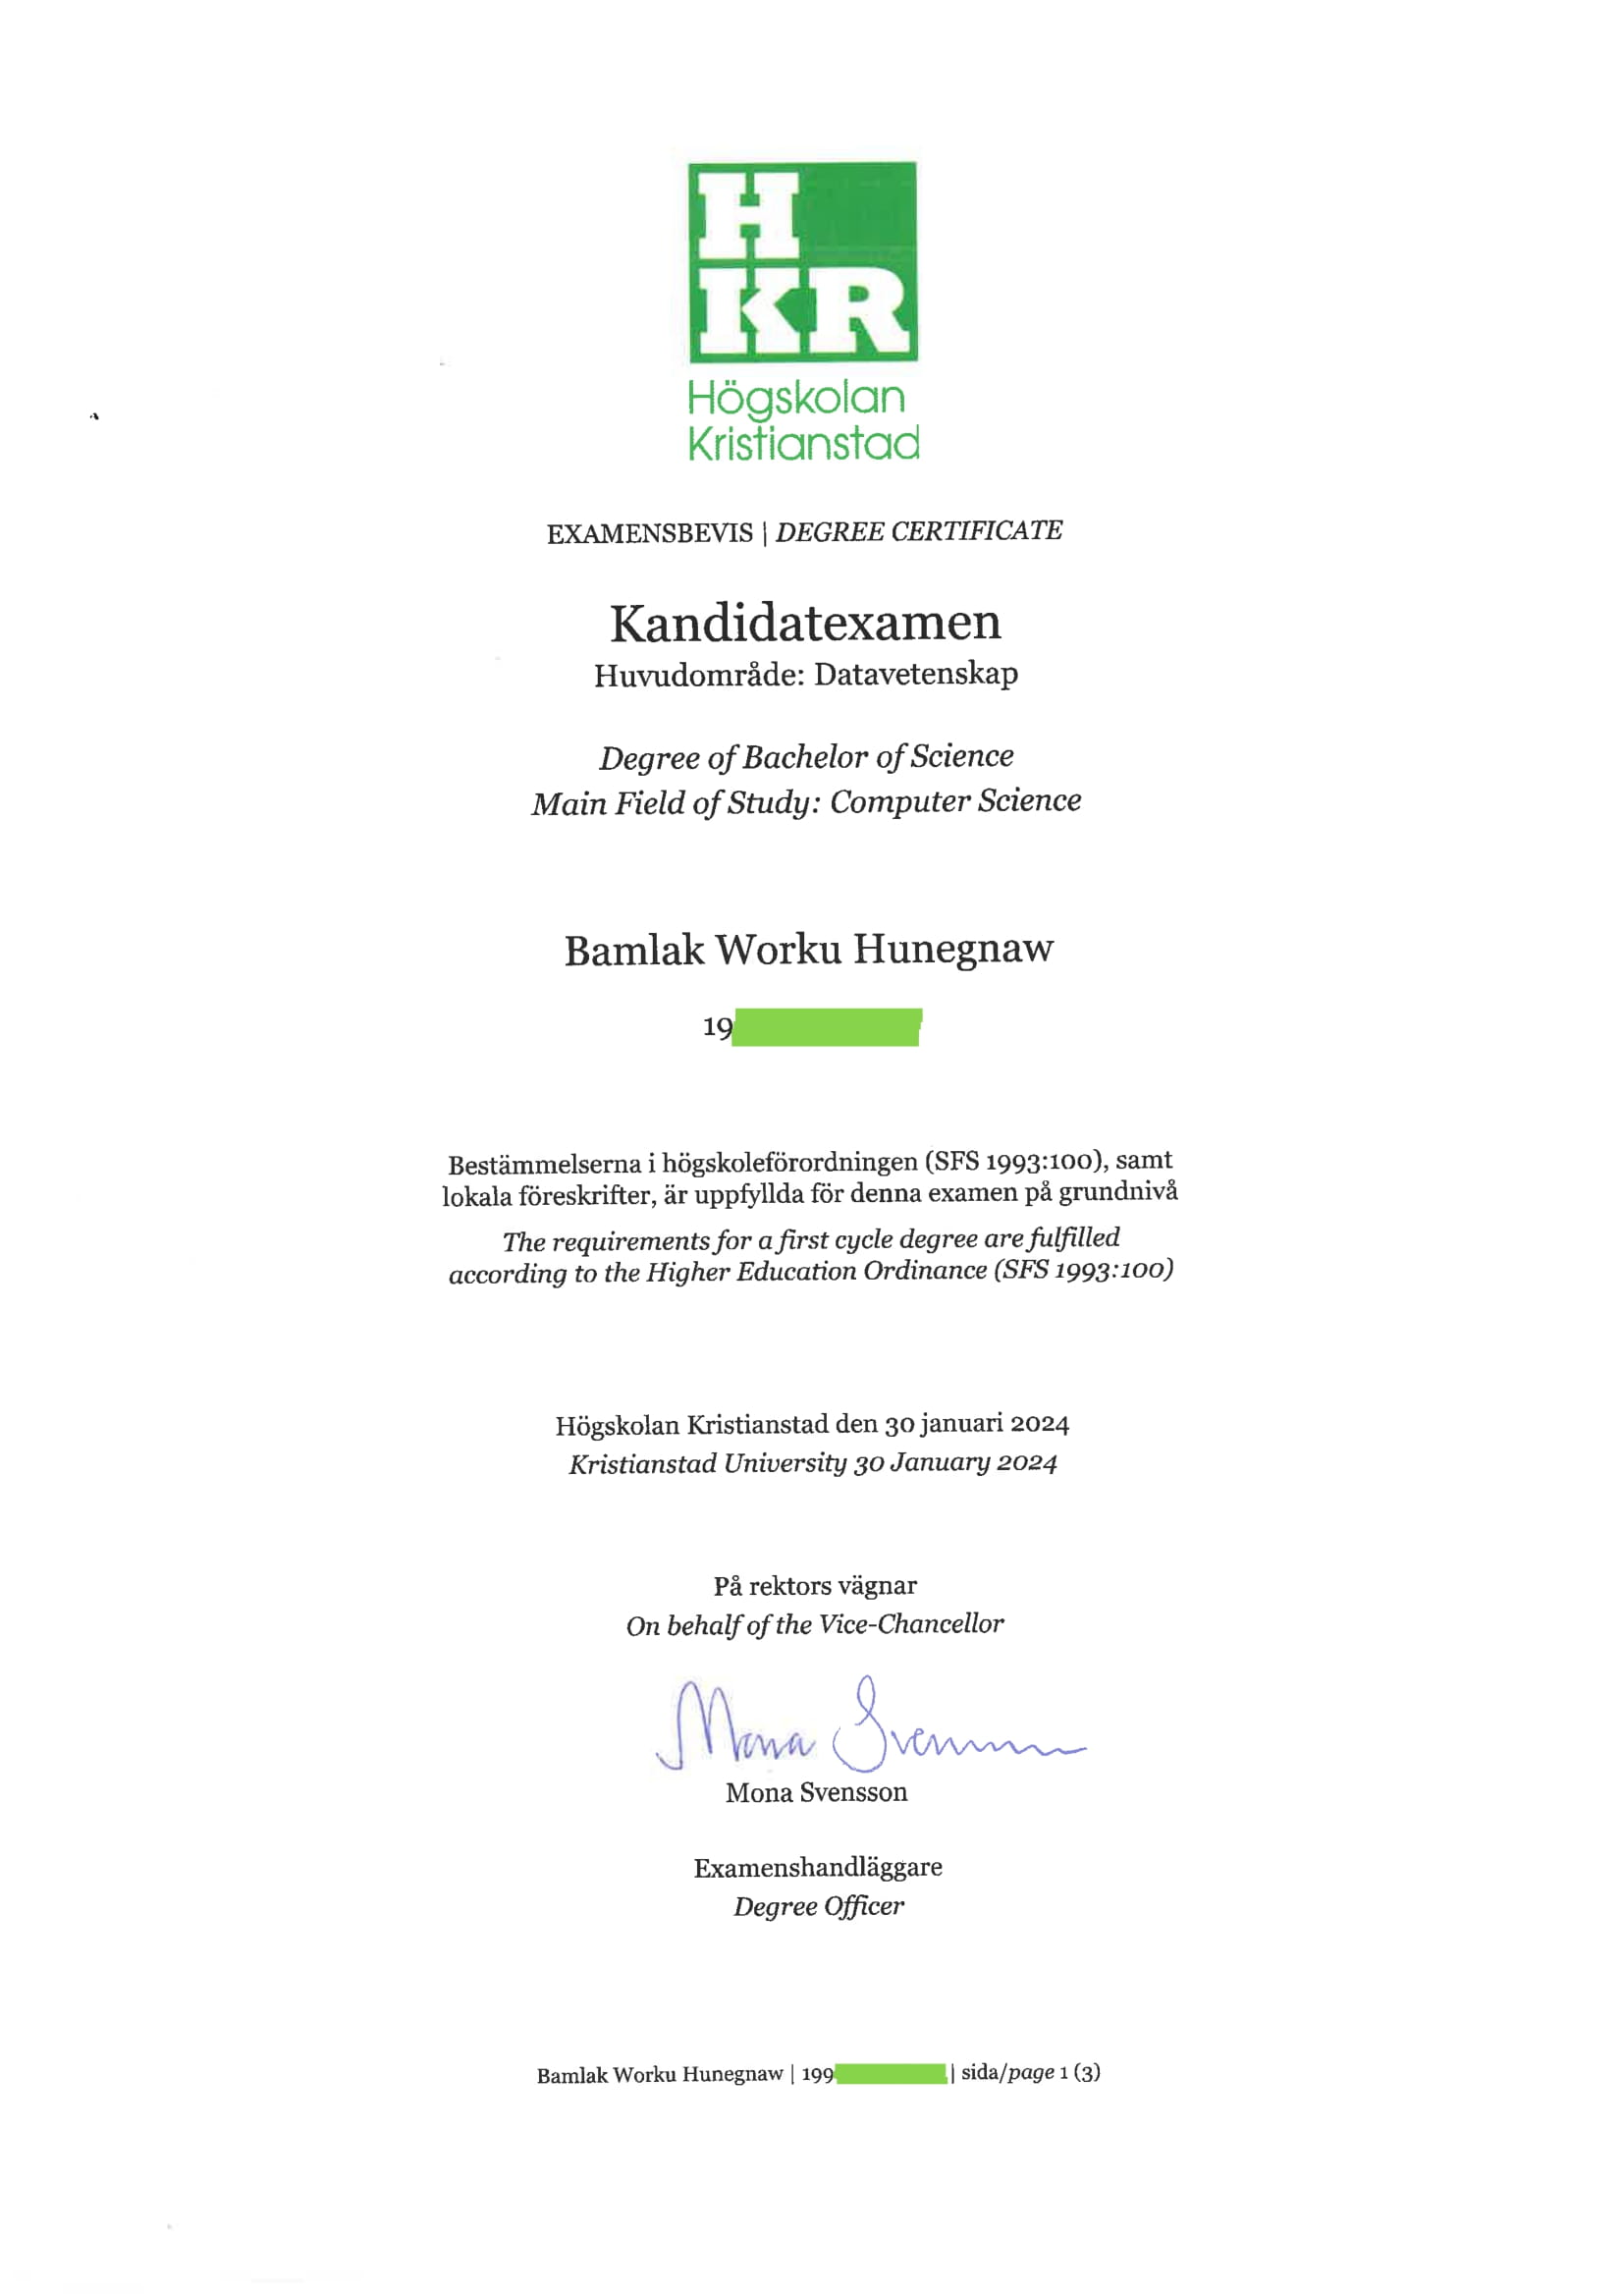 H
KR
Högskolan
Kristianstad
EXAMENSBEVIS | DEGREE CERTIFICATE
Kandidatexamen
Huvudområde: Datavetenskap
Degree of Bachelor of Science
Main Field of Study: Computer Science
Bamlak Worku Hunegnaw
19
Bestämmelserna i högskoleförordningen (SFS 1993:100), samt
lokala föreskrifter, är uppfyllda för denna examen på grundnivå
The requirements for a first cycle degree are fulfilled
according to the Higher Education Ordinance (SFS 1993:100)
Högskolan Kristianstad den 30 januari 2024
Kristianstad University 30 January 2024
På rektors vägnar
On behalf of the Vice-Chancellor
Mona Svensson
Mona Svensson
Examenshandläggare
Degree Officer
Bamlak Worku Hunegnaw | 199 | sida/page 1 (3)